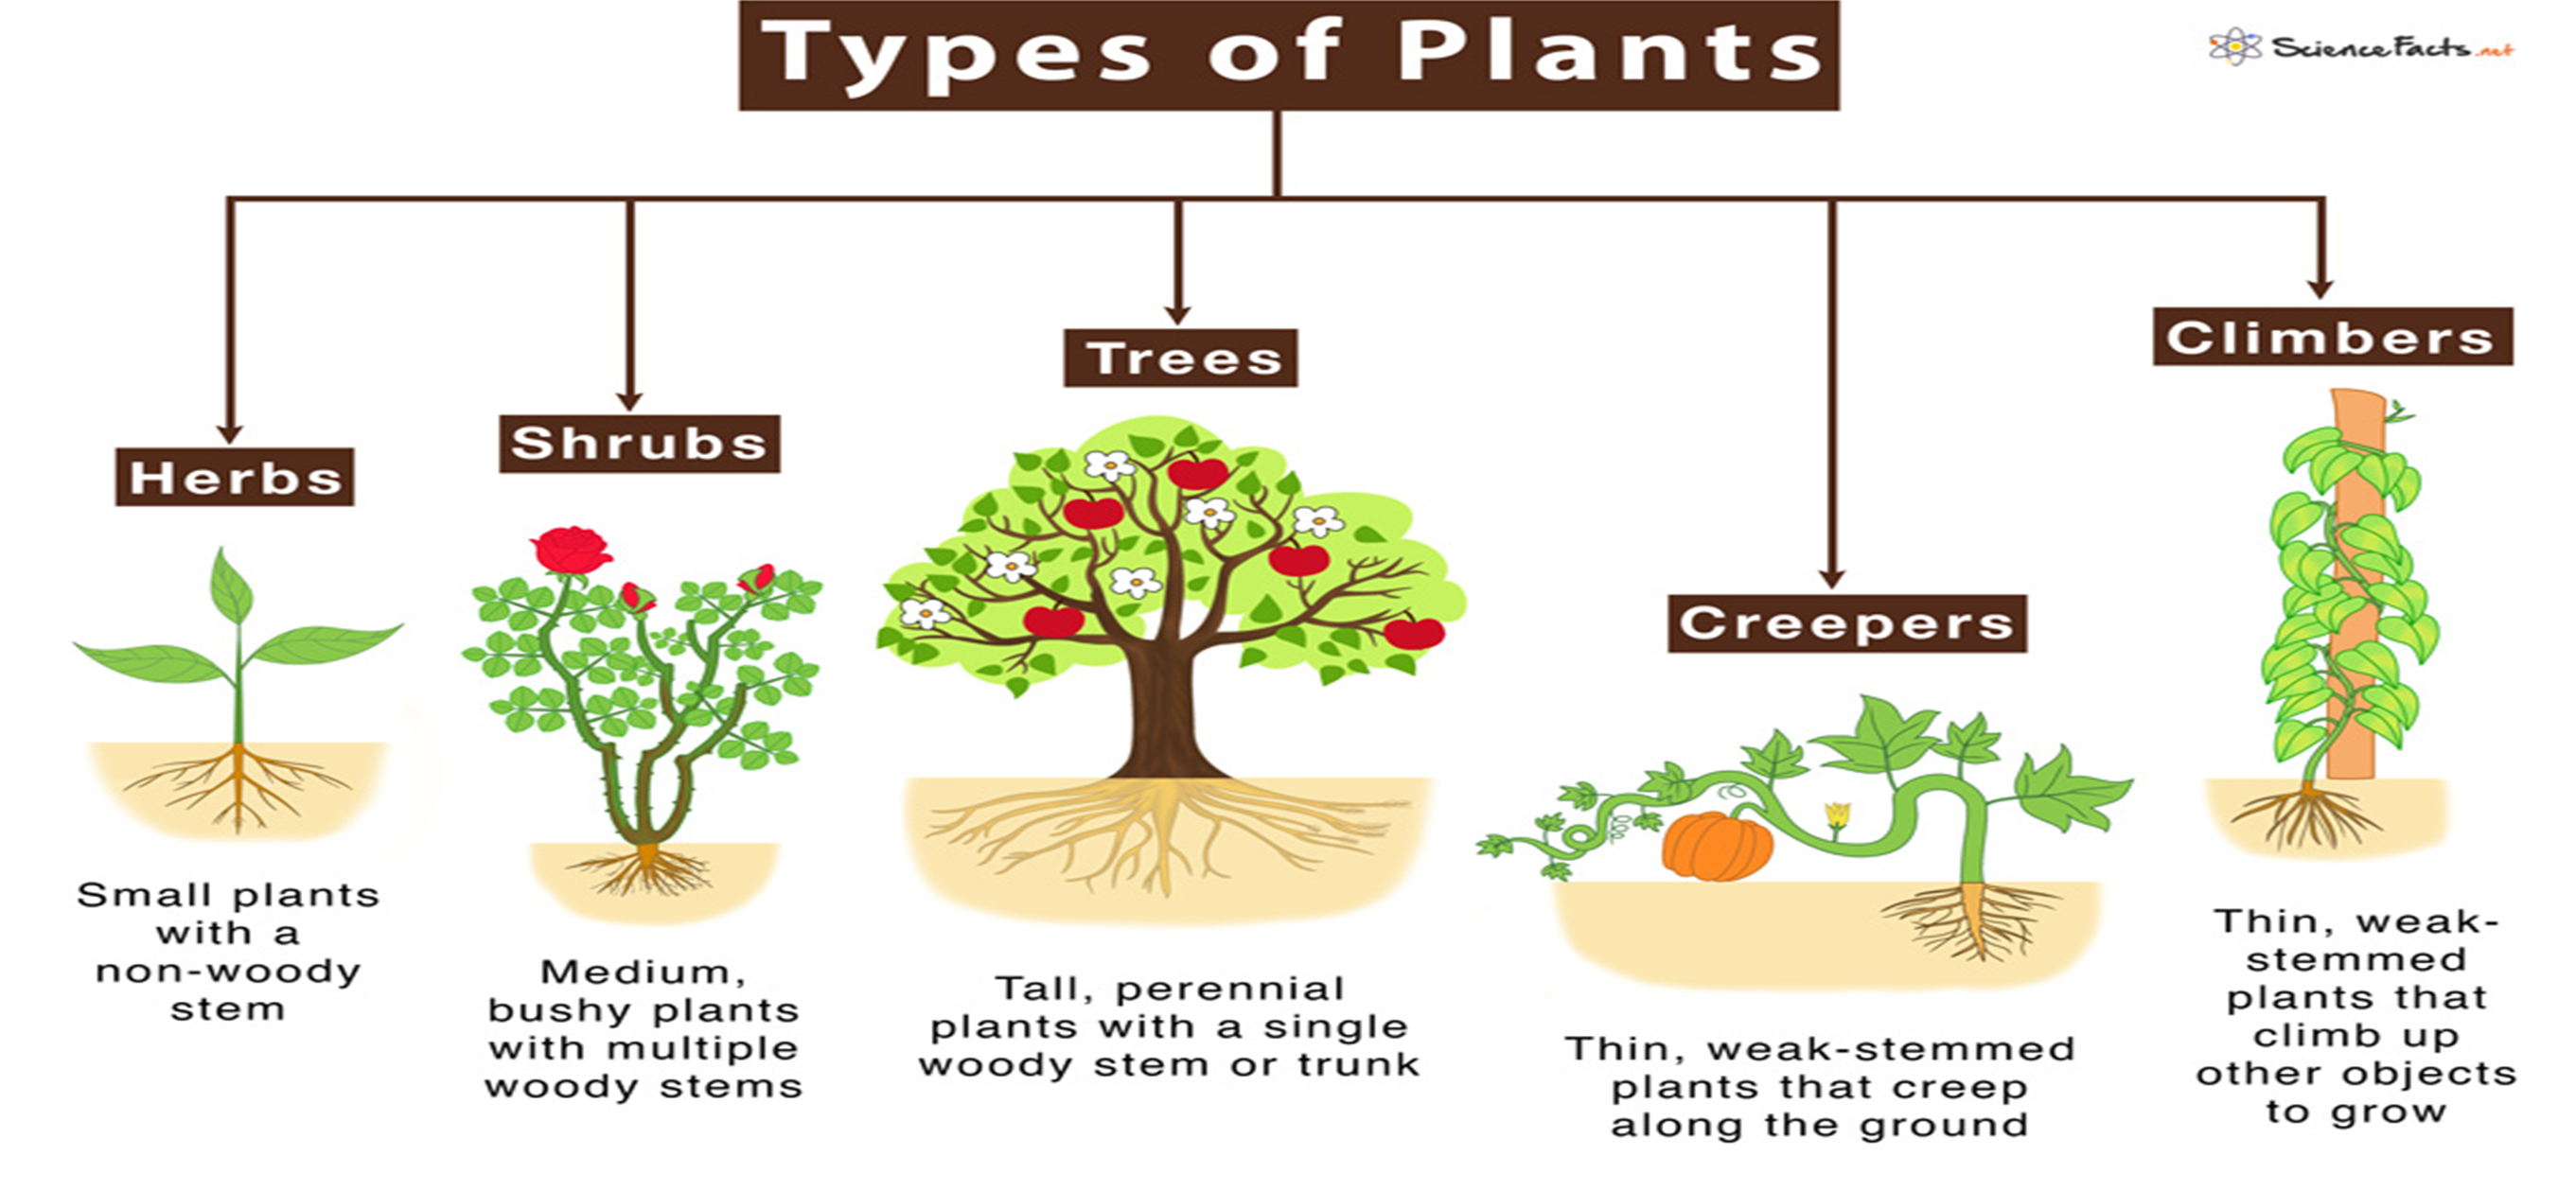 Types of Plants
ScienceFacts.net
Herbs
Small plants
with a
non-woody
stem
Shrubs
Medium,
bushy plants
with multiple
woody stems
Trees
Tall, perennial
plants with a single
woody stem or trunk
Creepers
Thin, weak-stemmed
plants that creep
along the ground
Climbers
Thin, weak-
stemmed
plants that
climb up
other objects
to grow